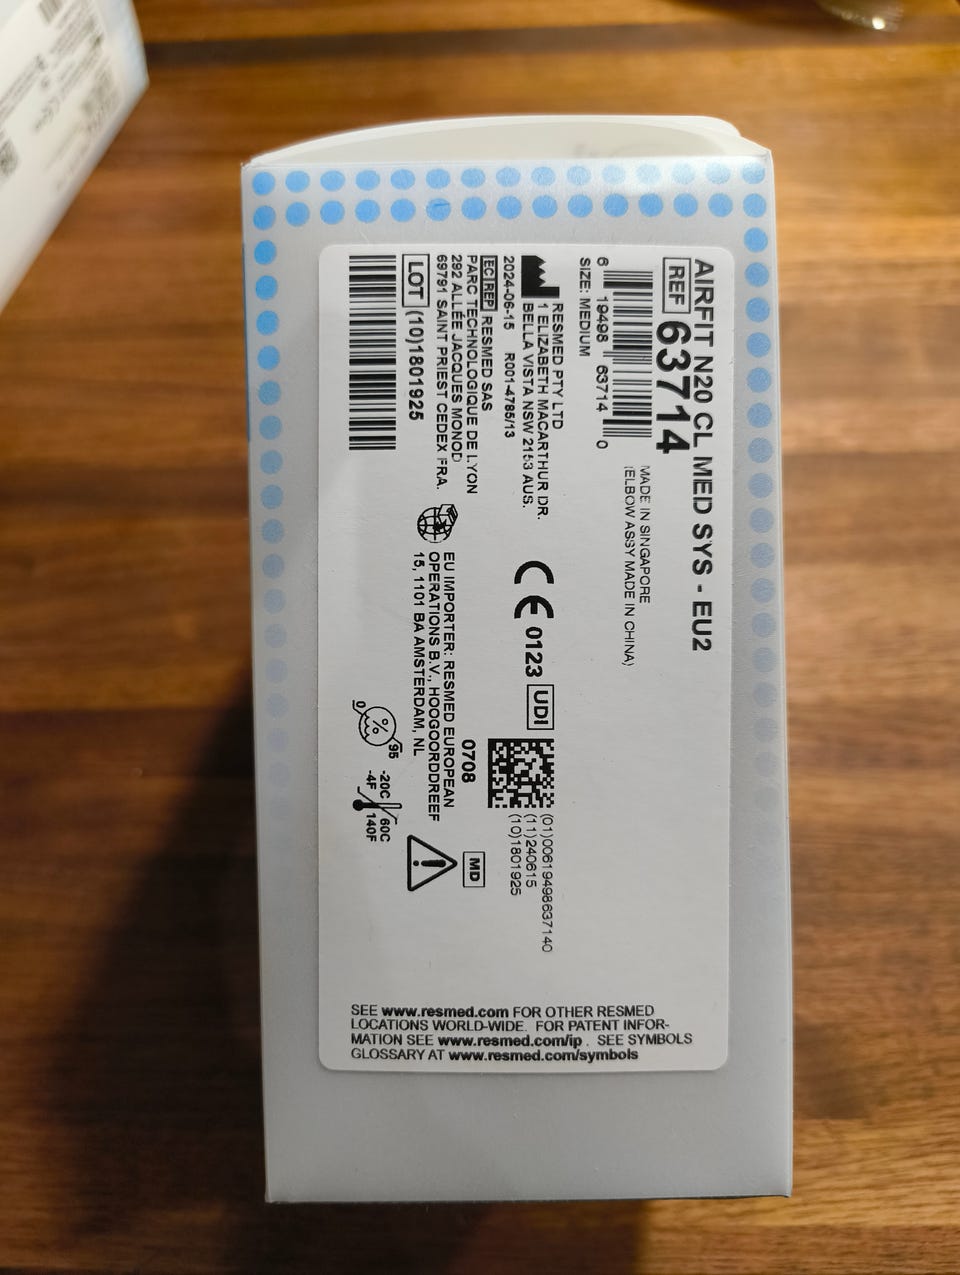 AIRFIT N20 CL MED SYS - EU2
REF 63714
MADE IN SINGAPORE
(ELBOW ASSY MADE IN CHINA)
6 19498 63714 0
SIZE: MEDIUM
RESMED PTY LTD
1 ELIZABETH MACARTHUR DR.
BELLA VISTA NSW 2153 AUS.
2024-06-15 R001-4785/13
EC REP RESMED SAS
PARC TECHNOLOGIQUE DE LYON
292 ALLÉE JACQUES MONOD
69791 SAINT PRIEST CEDEX FRA.
LOT (10)1801925
CE 0123 UDI
(01)00619498637140
(11)240615
(10)1801925
0708
MD
EU IMPORTER: RESMED EUROPEAN
OPERATIONS B.V., HOOGOORDDREEF
15, 1101 BA AMSTERDAM, NL
0 % 95
-20C 60C
-4F 140F
SEE www.resmed.com FOR OTHER RESMED
LOCATIONS WORLD-WIDE. FOR PATENT INFOR-
MATION SEE www.resmed.com/ip . SEE SYMBOLS
GLOSSARY AT www.resmed.com/symbols